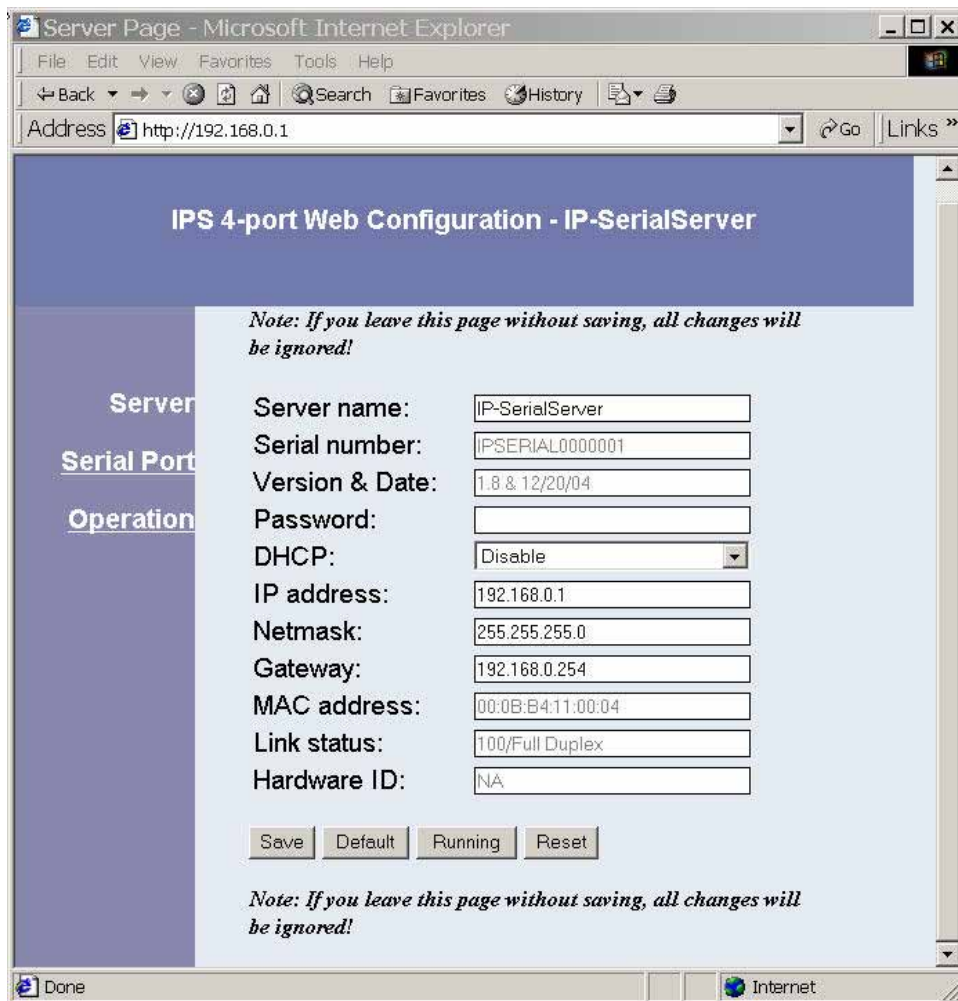 Server Page - Microsoft Internet Explorer
File Edit View Favorites Tools Help
Back Search Favorites History
Address http://192.168.0.1 Go Links »
IPS 4-port Web Configuration - IP-SerialServer
Note: If you leave this page without saving, all changes will
be ignored!
Server
Serial Port
Operation
Server name: IP-SerialServer
Serial number: IPSERIAL0000001
Version & Date: 1.8 & 12/20/04
Password:
DHCP: Disable
IP address: 192.168.0.1
Netmask: 255.255.255.0
Gateway: 192.168.0.254
MAC address: 00:0B:B4:11:00:04
Link status: 100/Full Duplex
Hardware ID: NA
Save Default Running Reset
Note: If you leave this page without saving, all changes will
be ignored!
Done Internet